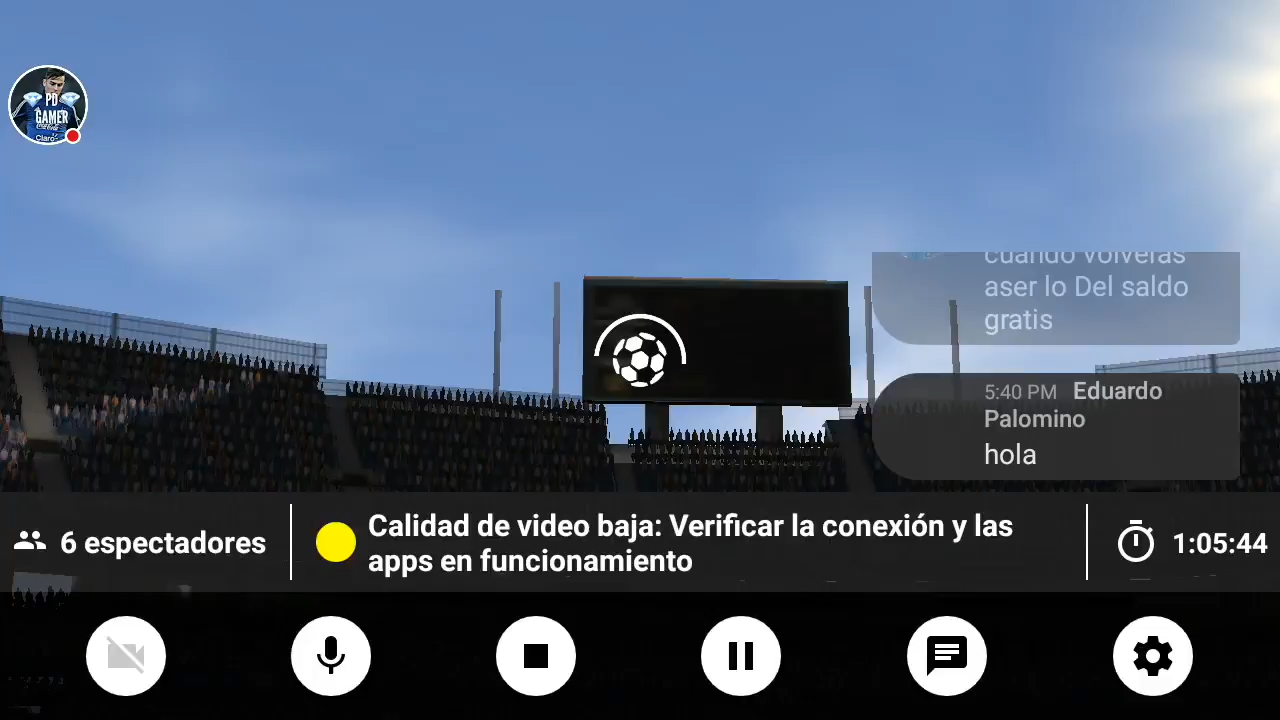 PD
GAMER
Claro
cuando volveras
aser lo Del saldo
gratis
5:40 PM Eduardo
Palomino
hola
6 espectadores
Calidad de video baja: Verificar la conexión y las
apps en funcionamiento
1:05:44